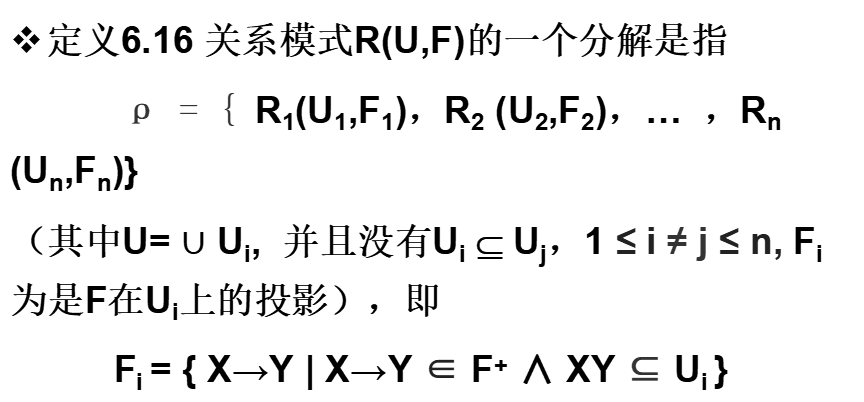 ❖定义6.16 关系模式R(U,F)的一个分解是指
ρ = { R₁(U₁,F₁)，R₂ (U₂,F₂)，… ，Rₙ
(Uₙ,Fₙ)}
（其中U= ∪ Uᵢ, 并且没有Uᵢ ⊆ Uⱼ，1 ≤ i ≠ j ≤ n, Fᵢ
为是F在Uᵢ上的投影），即
Fᵢ = { X→Y | X→Y ∈ F⁺ ∧ XY ⊆ Uᵢ }